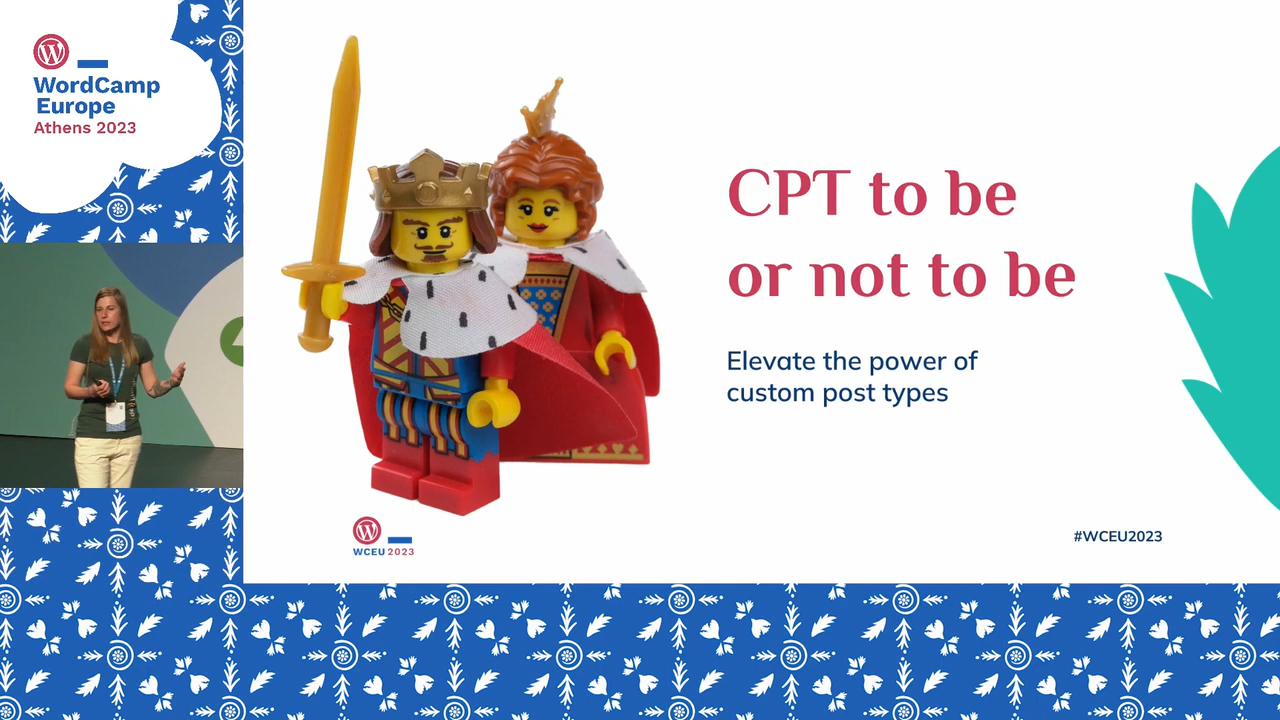 WordCamp
Europe
Athens 2023
CPT to be
or not to be
Elevate the power of
custom post types
WCEU 2023
#WCEU2023